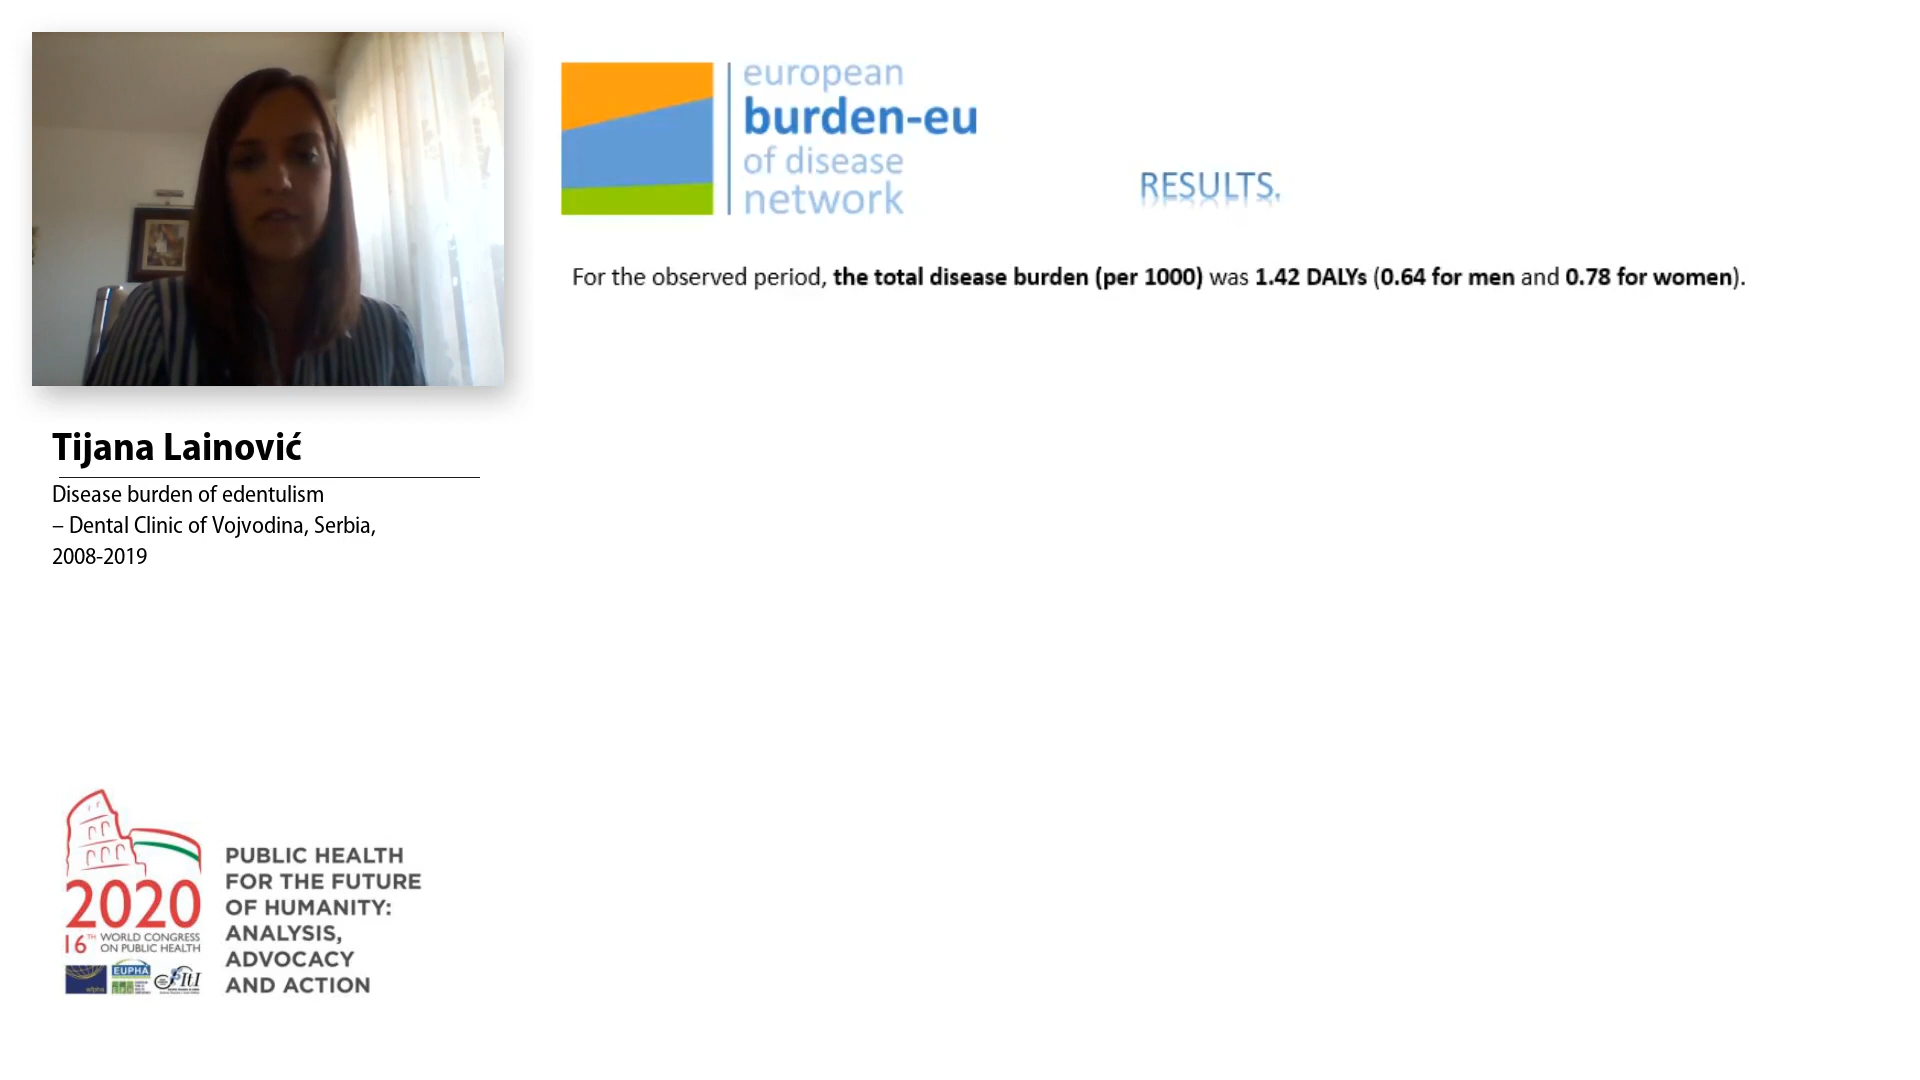 european
burden-eu
of disease
network
RESULTS.
For the observed period, the total disease burden (per 1000) was 1.42 DALYs (0.64 for men and 0.78 for women).
Tijana Lainović
Disease burden of edentulism
– Dental Clinic of Vojvodina, Serbia,
2008-2019
2020
16TH WORLD CONGRESS
ON PUBLIC HEALTH
EUPHA
PUBLIC HEALTH
FOR THE FUTURE
OF HUMANITY:
ANALYSIS,
ADVOCACY
AND ACTION